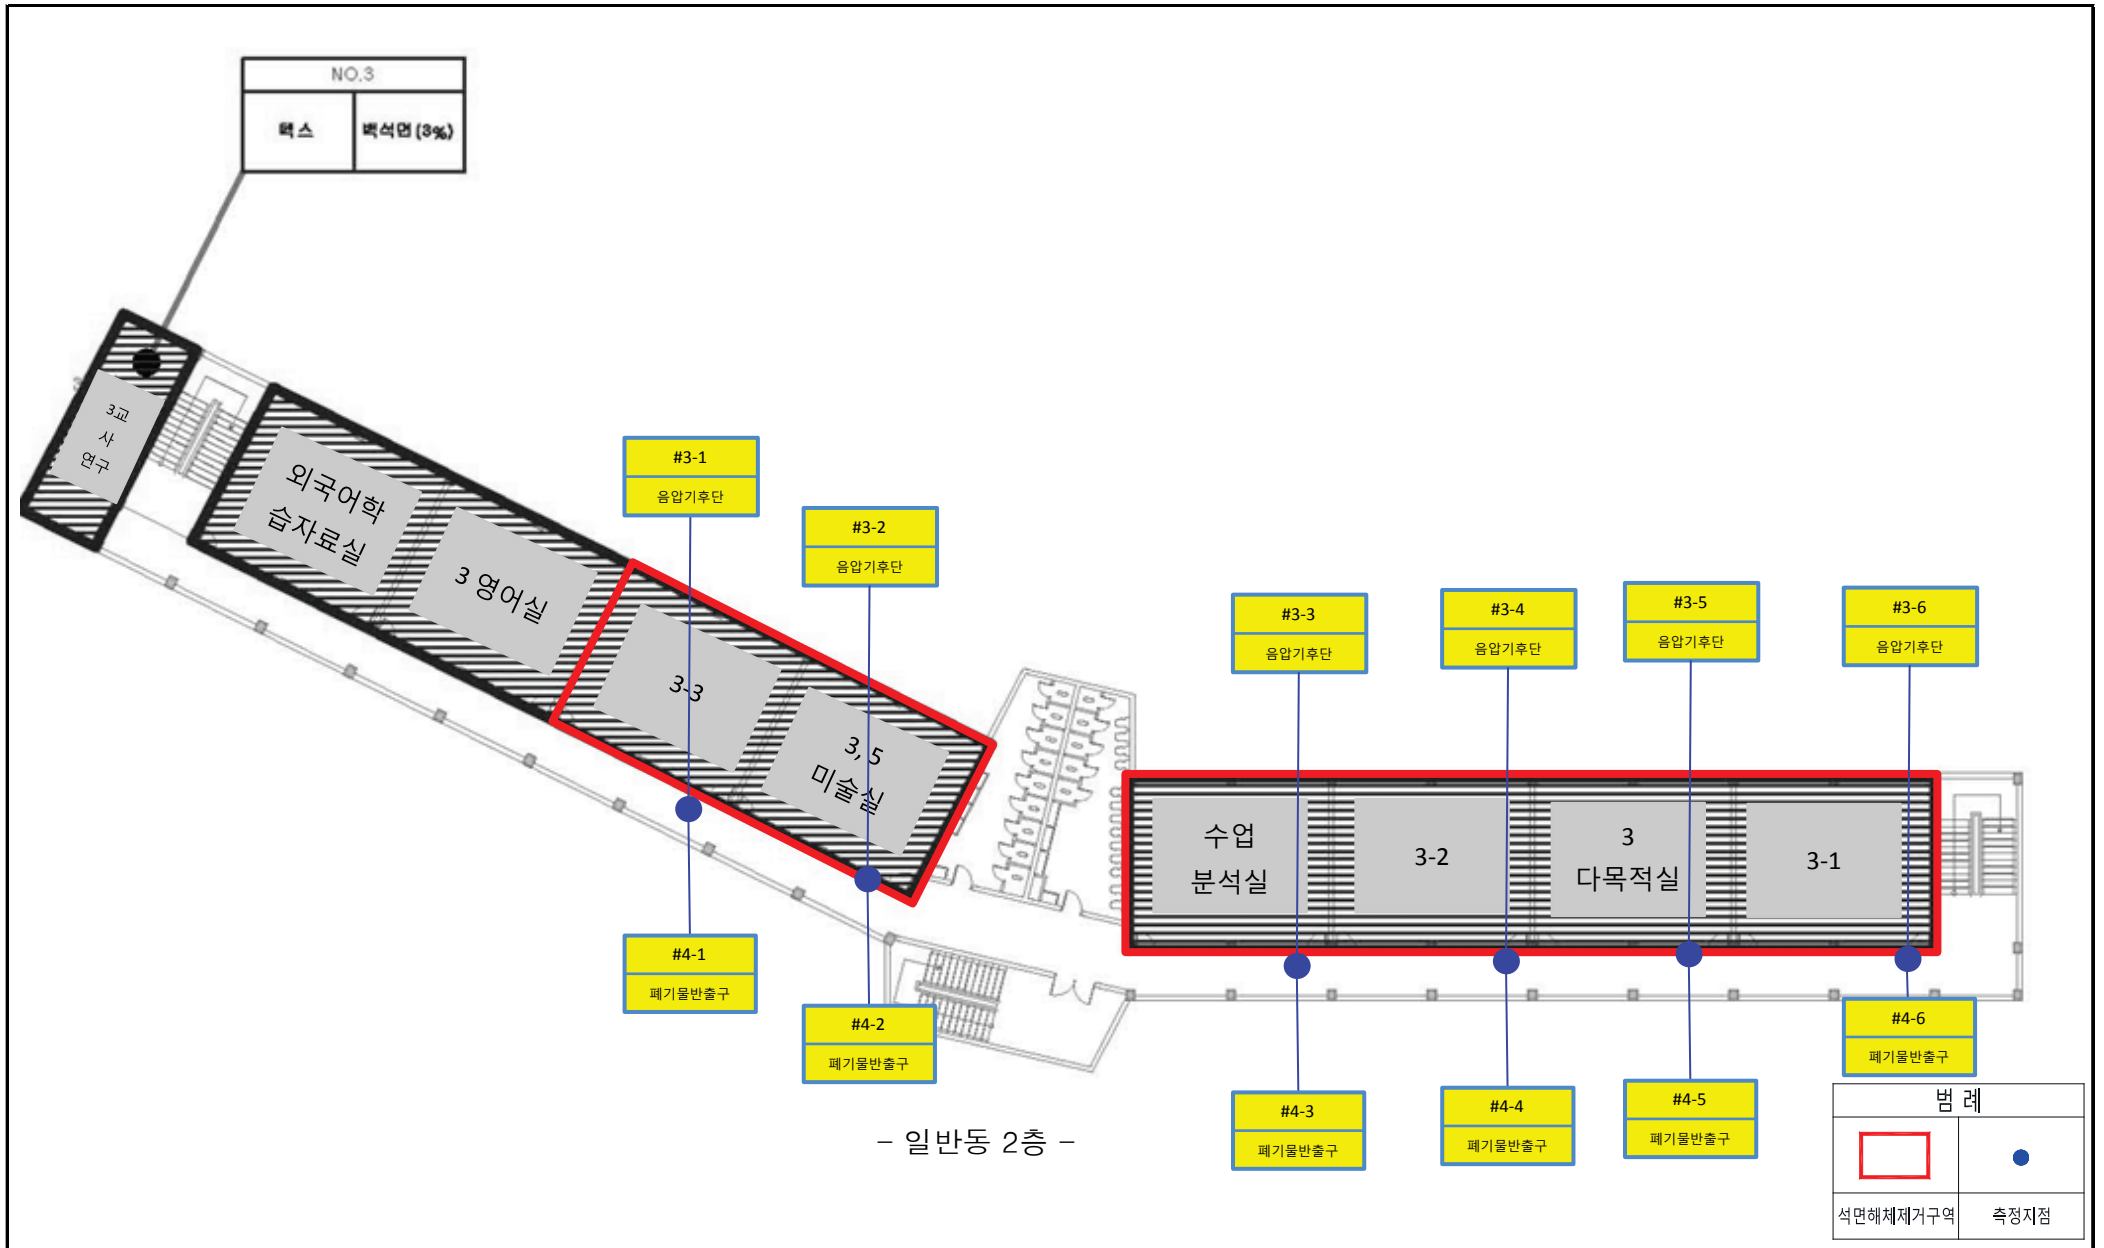 NO.3
텍스
백석면(3%)
3교
사
연구
외국어학
습자료실
3 영어실
3-3
3, 5
미술실
#3-1
음압기후단
#3-2
음압기후단
#3-3
음압기후단
#3-4
음압기후단
#3-5
음압기후단
#3-6
음압기후단
수업
분석실
3-2
3
다목적실
3-1
#4-1
폐기물반출구
#4-2
폐기물반출구
#4-3
폐기물반출구
#4-4
폐기물반출구
#4-5
폐기물반출구
#4-6
폐기물반출구
– 일반동 2층 –
범 례
석면해체제거구역
측정지점